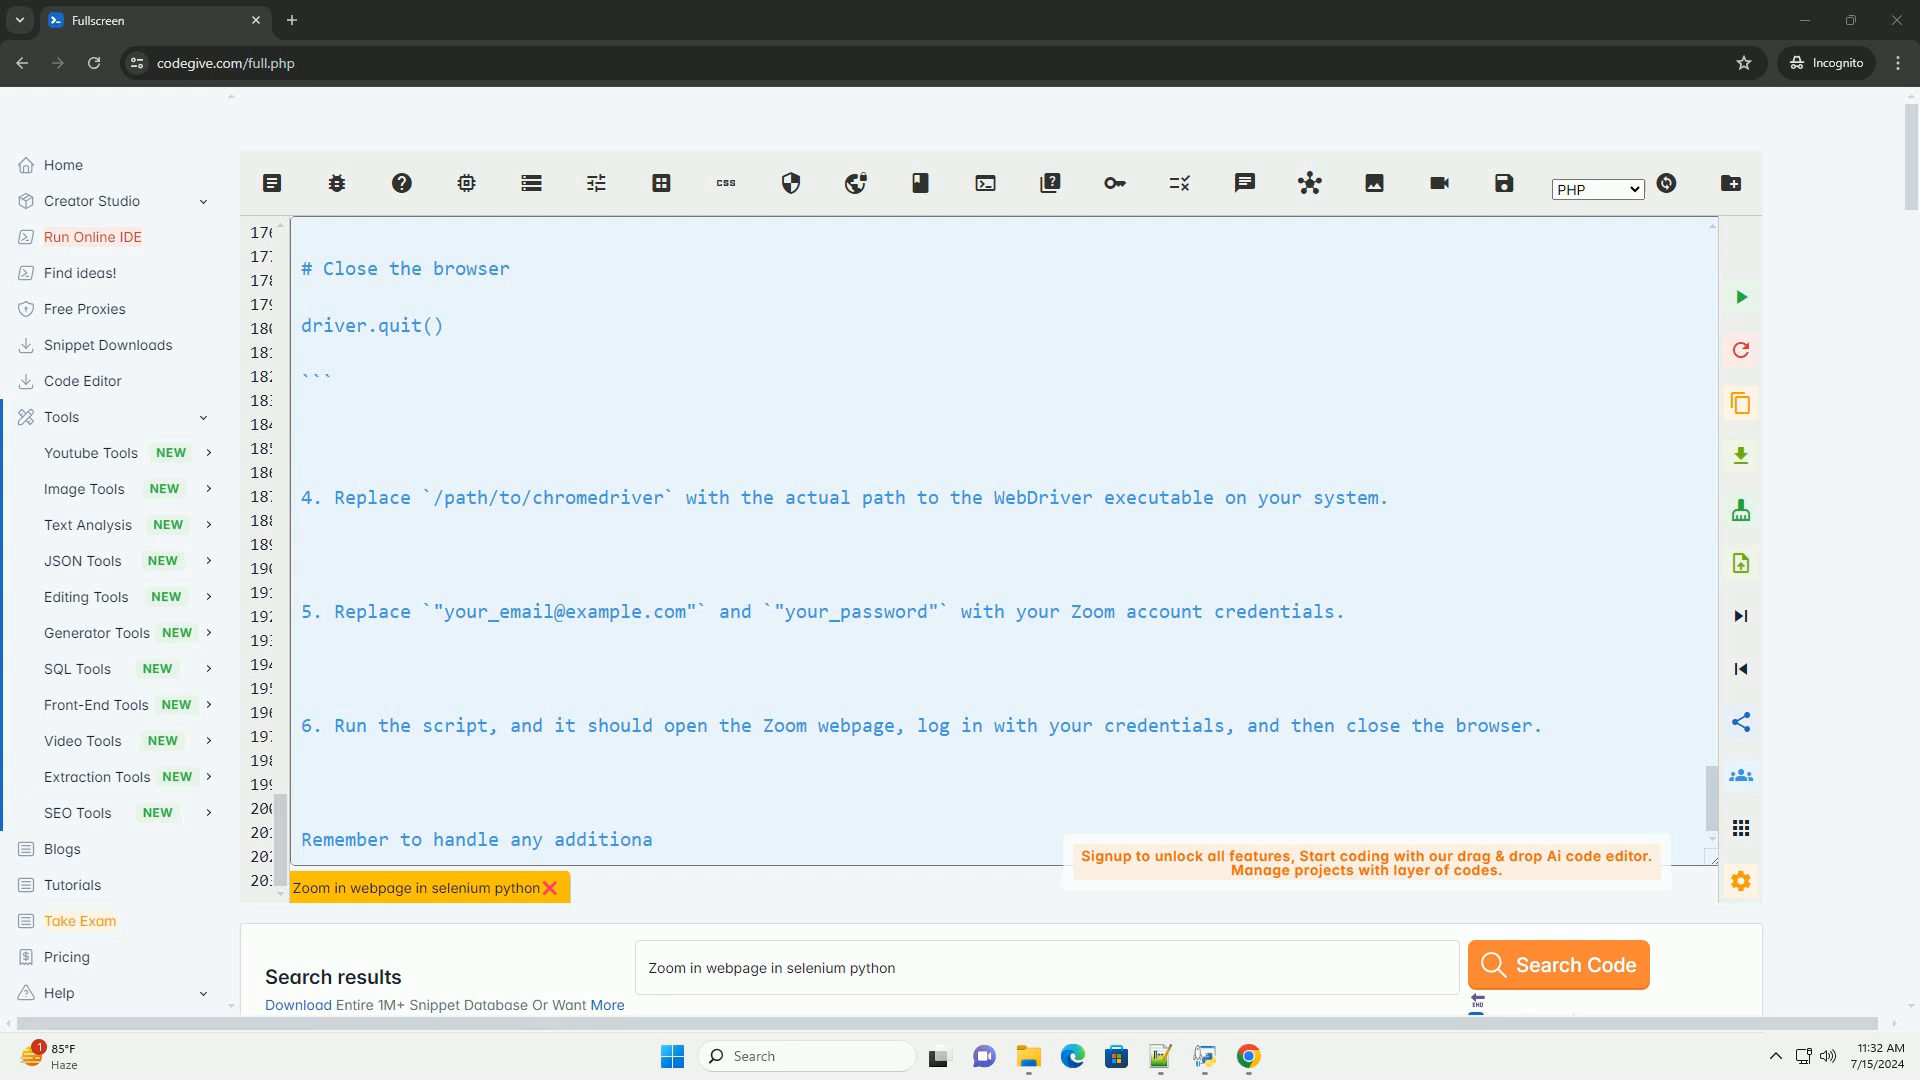 Fullscreen
codegive.com/full.php
Incognito
Home
Creator Studio
Run Online IDE
Find ideas!
Free Proxies
Snippet Downloads
Code Editor
Tools
Youtube Tools NEW
Image Tools NEW
Text Analysis NEW
JSON Tools NEW
Editing Tools NEW
Generator Tools NEW
SQL Tools NEW
Front-End Tools NEW
Video Tools NEW
Extraction Tools NEW
SEO Tools NEW
Blogs
Tutorials
Take Exam
Pricing
Help
CSS
PHP
# Close the browser
driver.quit()
```
4. Replace `/path/to/chromedriver` with the actual path to the WebDriver executable on your system.
5. Replace `"your_email@example.com"` and `"your_password"` with your Zoom account credentials.
6. Run the script, and it should open the Zoom webpage, log in with your credentials, and then close the browser.
Remember to handle any additiona
Signup to unlock all features, Start coding with our drag & drop Ai code editor.
Manage projects with layer of codes.
Zoom in webpage in selenium python
Search results
Download Entire 1M+ Snippet Database Or Want More
Zoom in webpage in selenium python
Search Code
END
1
85°F
Haze
Search
11:32 AM
7/15/2024